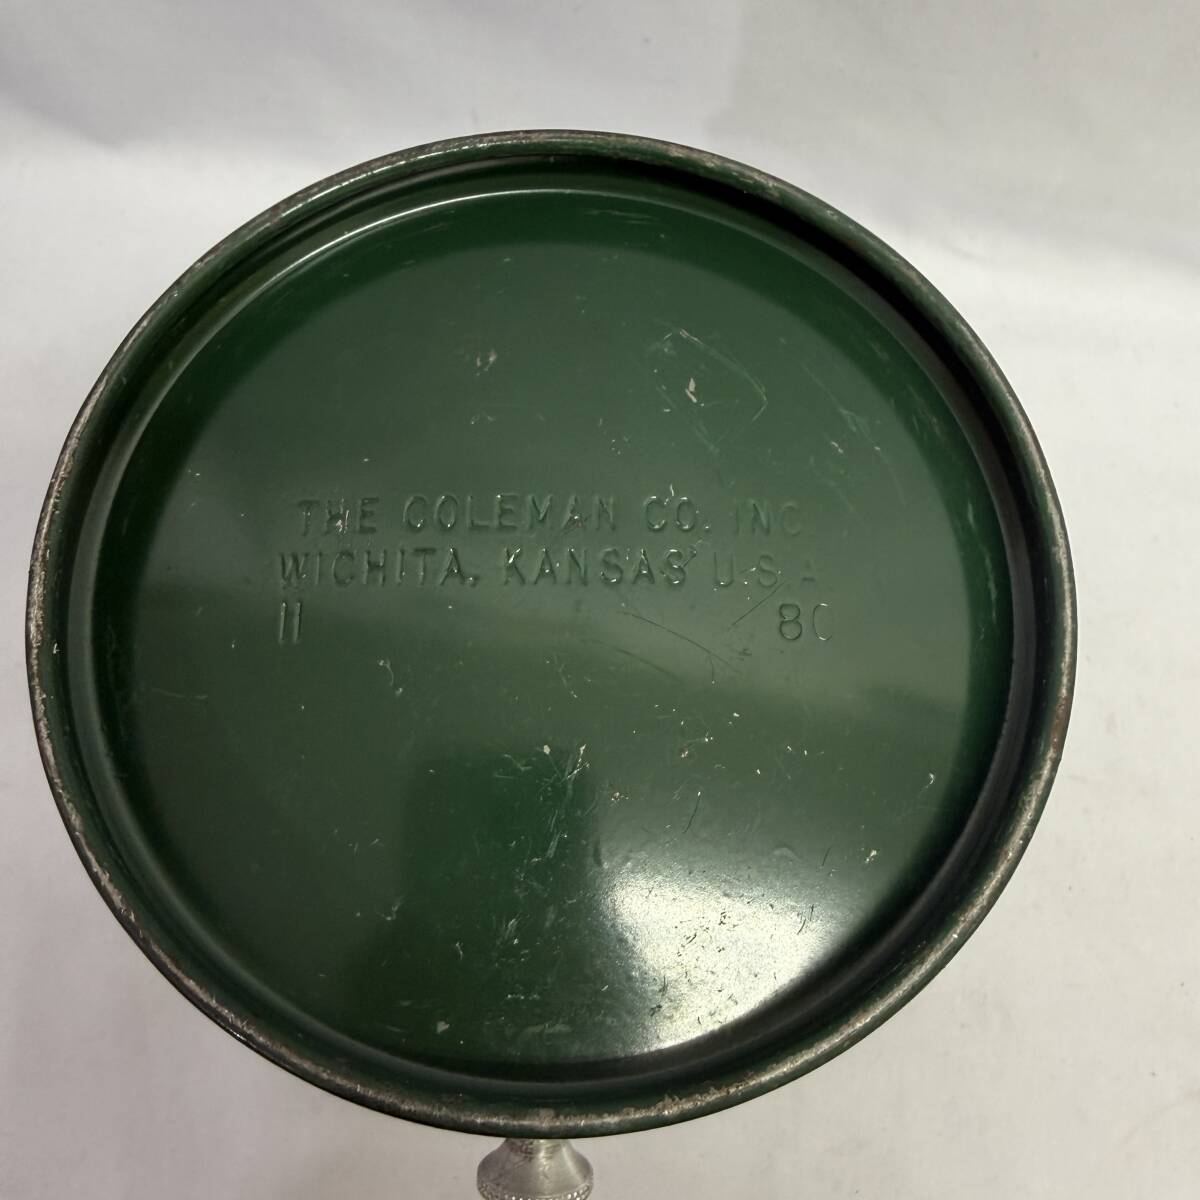 THE COLEMAN CO. INC
WICHITA, KANSAS U.S.A.
11 80